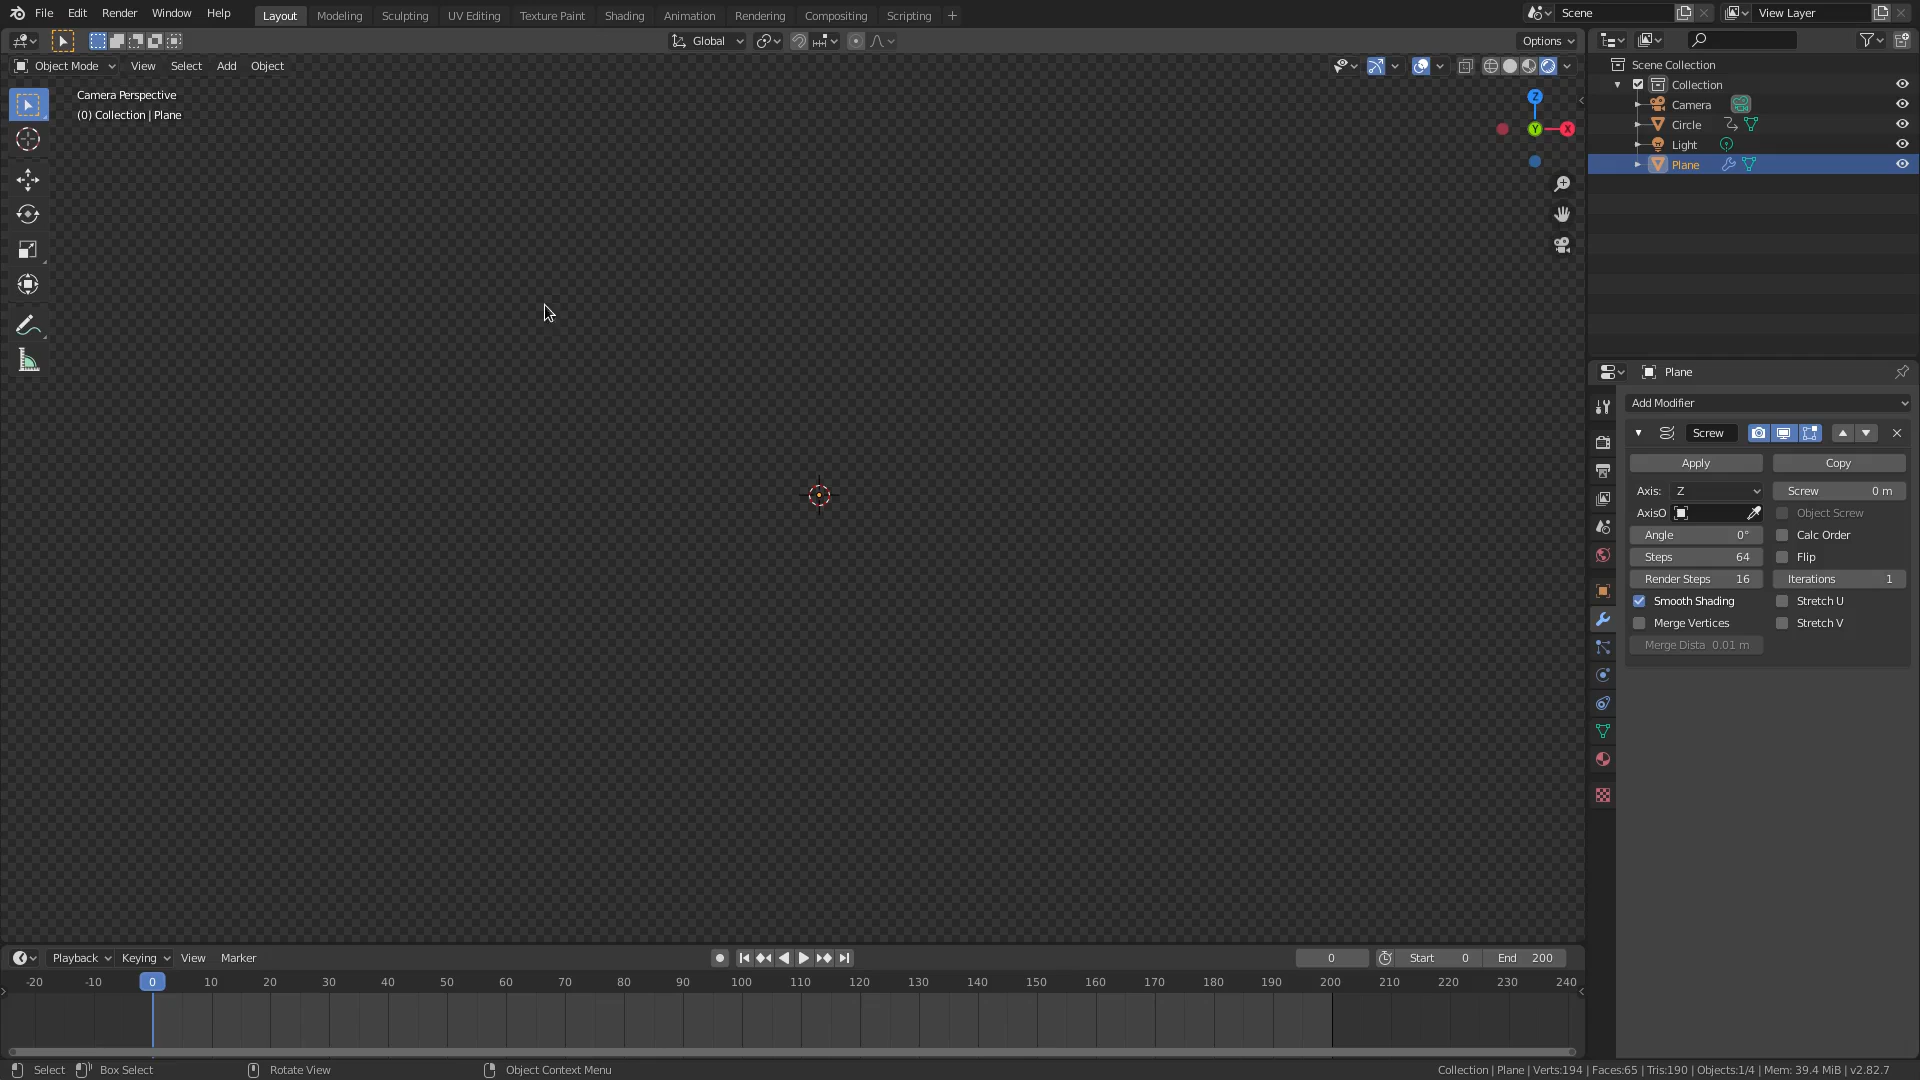 File Edit Render Window Help Layout Modeling Sculpting UV Editing Texture Paint Shading Animation Rendering Compositing Scripting + Scene View Layer
Global Options
Object Mode View Select Add Object
Camera Perspective
(0) Collection | Plane
Z
Y
X
Scene Collection
Collection
Camera
Circle
Light
Plane
Plane
Add Modifier
Screw
Apply Copy
Axis: Z Screw 0 m
AxisO Object Screw
Angle 0° Calc Order
Steps 64 Flip
Render Steps 16 Iterations 1
Smooth Shading Stretch U
Merge Vertices Stretch V
Merge Dista 0.01 m
Playback Keying View Marker 0 Start 0 End 200
-20 -10 0 10 20 30 40 50 60 70 80 90 100 110 120 130 140 150 160 170 180 190 200 210 220 230 240
Select Box Select Rotate View Object Context Menu Collection | Plane | Verts:194 | Faces:65 | Tris:190 | Objects:1/4 | Mem: 39.4 MiB | v2.82.7